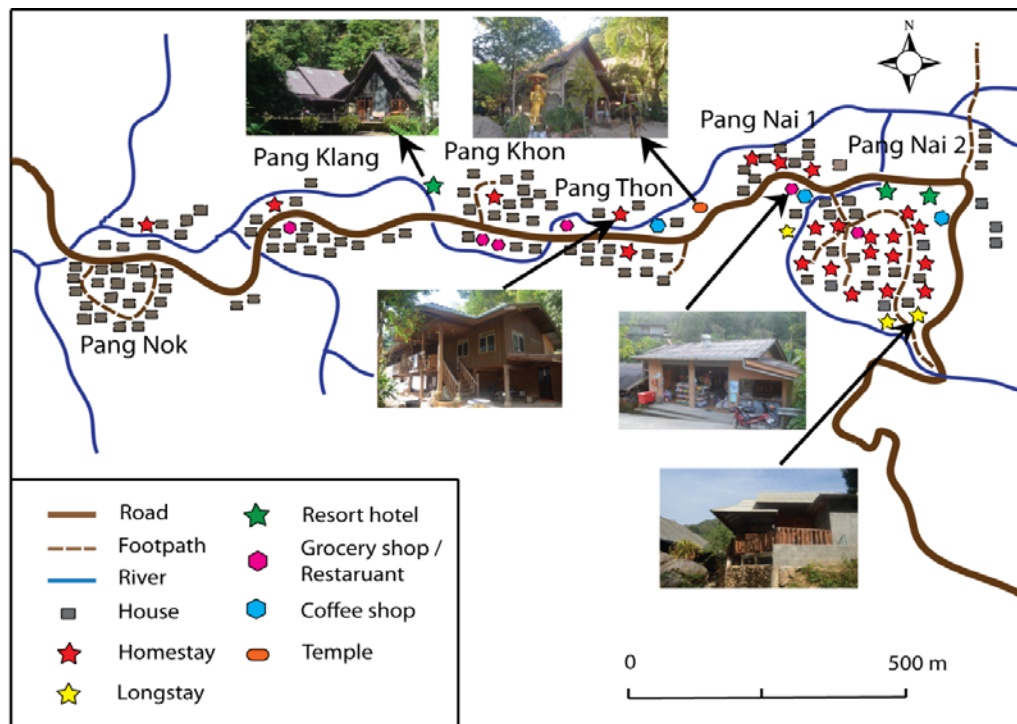 Pang Nai 1
Pang Klang
Pang Khon
Pang Nai 2
Pang Thon
Pang Nok
Road
Footpath
River
House
Homestay
Longstay
Resort hotel
Grocery shop /
Restaruant
Coffee shop
Temple
0
500 m